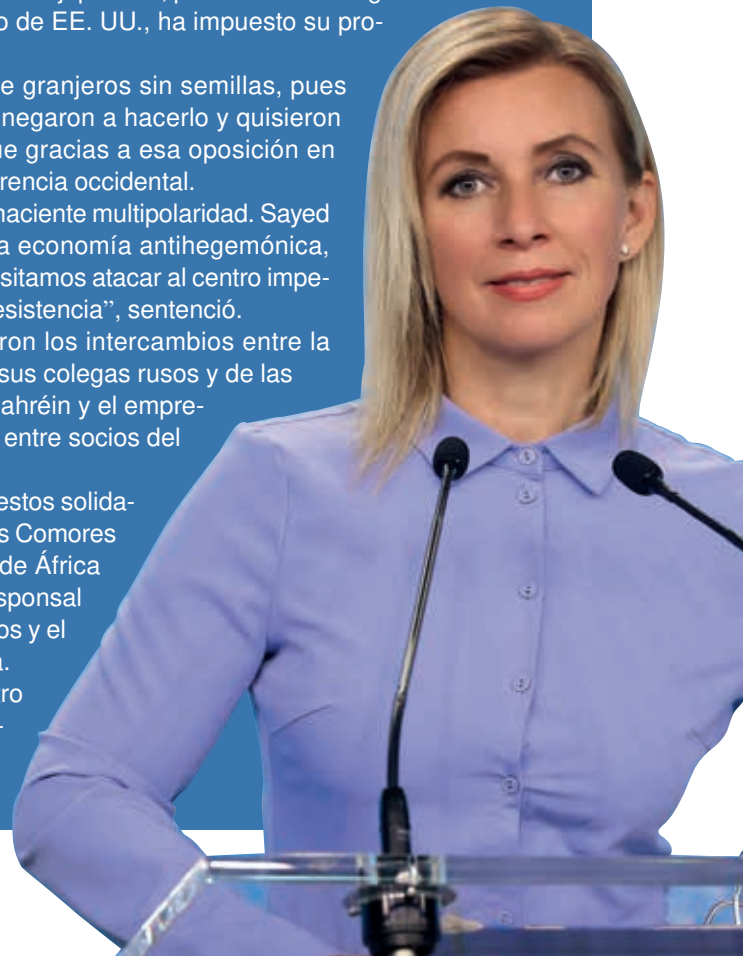 o de EE. UU., ha impuesto su pro-
e granjeros sin semillas, pues
negaron a hacerlo y quisieron
ue gracias a esa oposición en
rencia occidental.
naciente multipolaridad. Sayed
a economía antihegemónica,
sitamos atacar al centro impe-
esistencia”, sentenció.
ron los intercambios entre la
sus colegas rusos y de las
ahréin y el empre-
entre socios del
estos solida-
s Comores
de África
sponsal
os y el
a.
tro
-